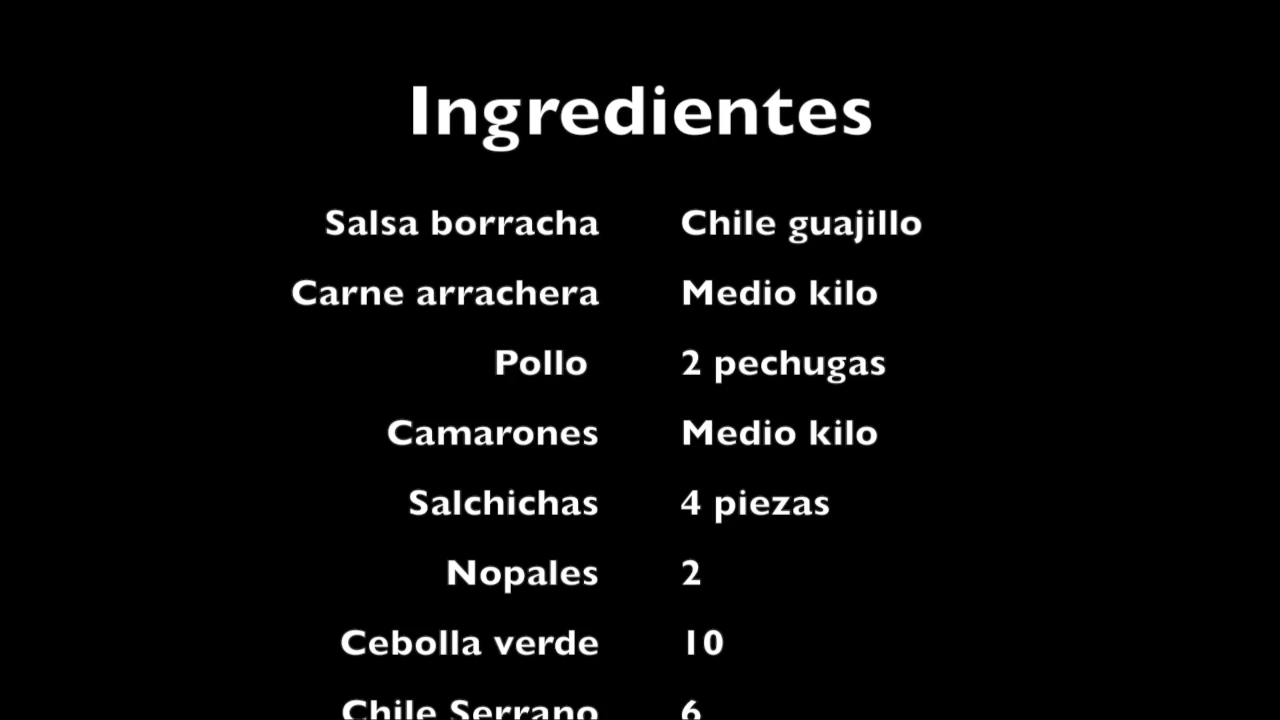 Ingredientes
Salsa borracha Chile guajillo
Carne arrachera Medio kilo
Pollo 2 pechugas
Camarones Medio kilo
Salchichas 4 piezas
Nopales 2
Cebolla verde 10
Chile Serrano 6